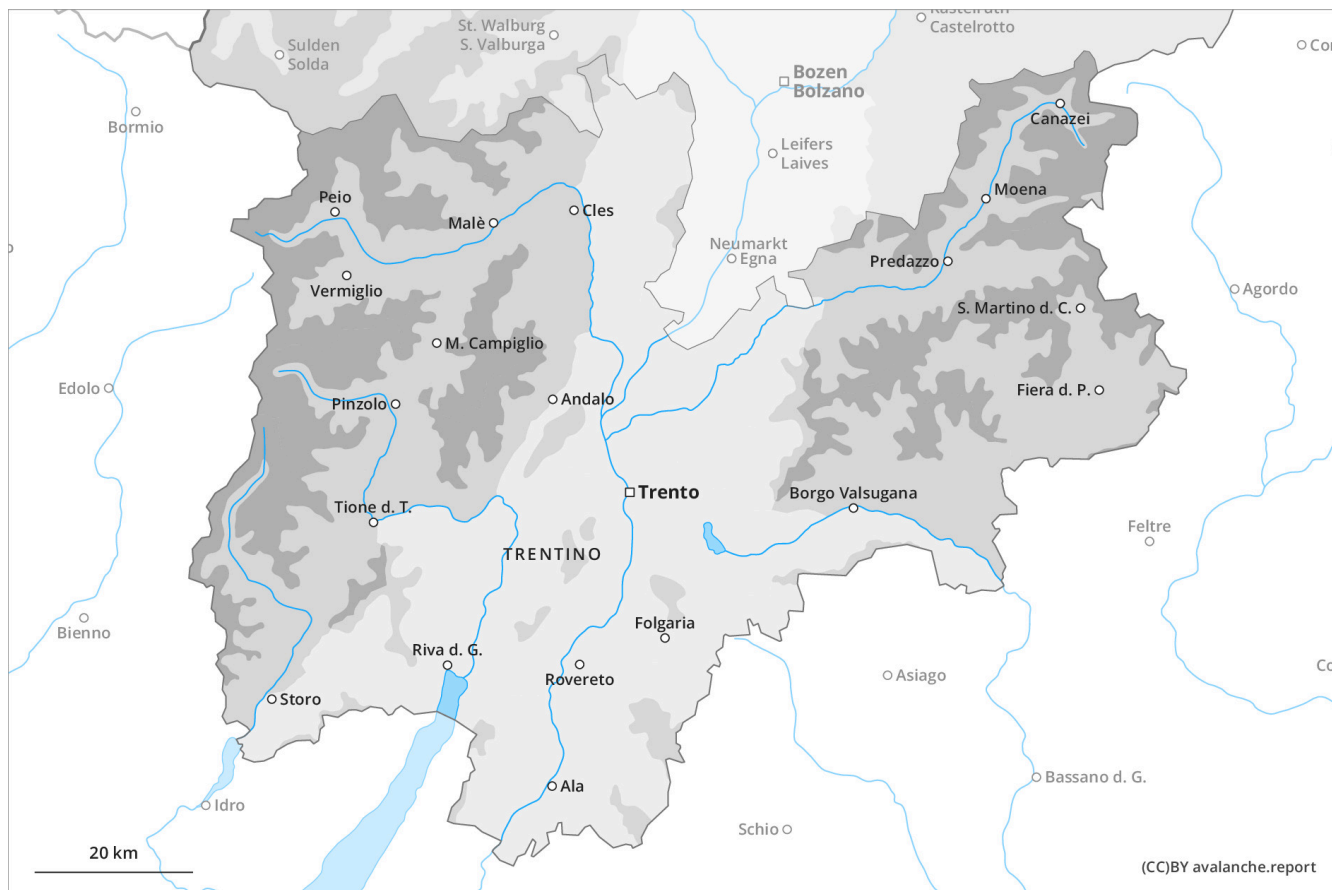 St. Walburg
S. Valburga
Kastelruth
Castelrotto
Sulden
Solda
Bozen
Bolzano
Bormio
Canazei
Leifers
Laives
Peio
Malè
Cles
Moena
Neumarkt
Egna
Predazzo
Vermiglio
Agordo
S. Martino d. C.
M. Campiglio
Edolo
Pinzolo
Andalo
Fiera d. P.
Trento
Borgo Valsugana
Tione d. T.
Feltre
TRENTINO
Bienno
Folgaria
Riva d. G.
Rovereto
Asiago
Storo
Ala
Bassano d. G.
Idro
Schio
20 km
(CC)BY avalanche.report